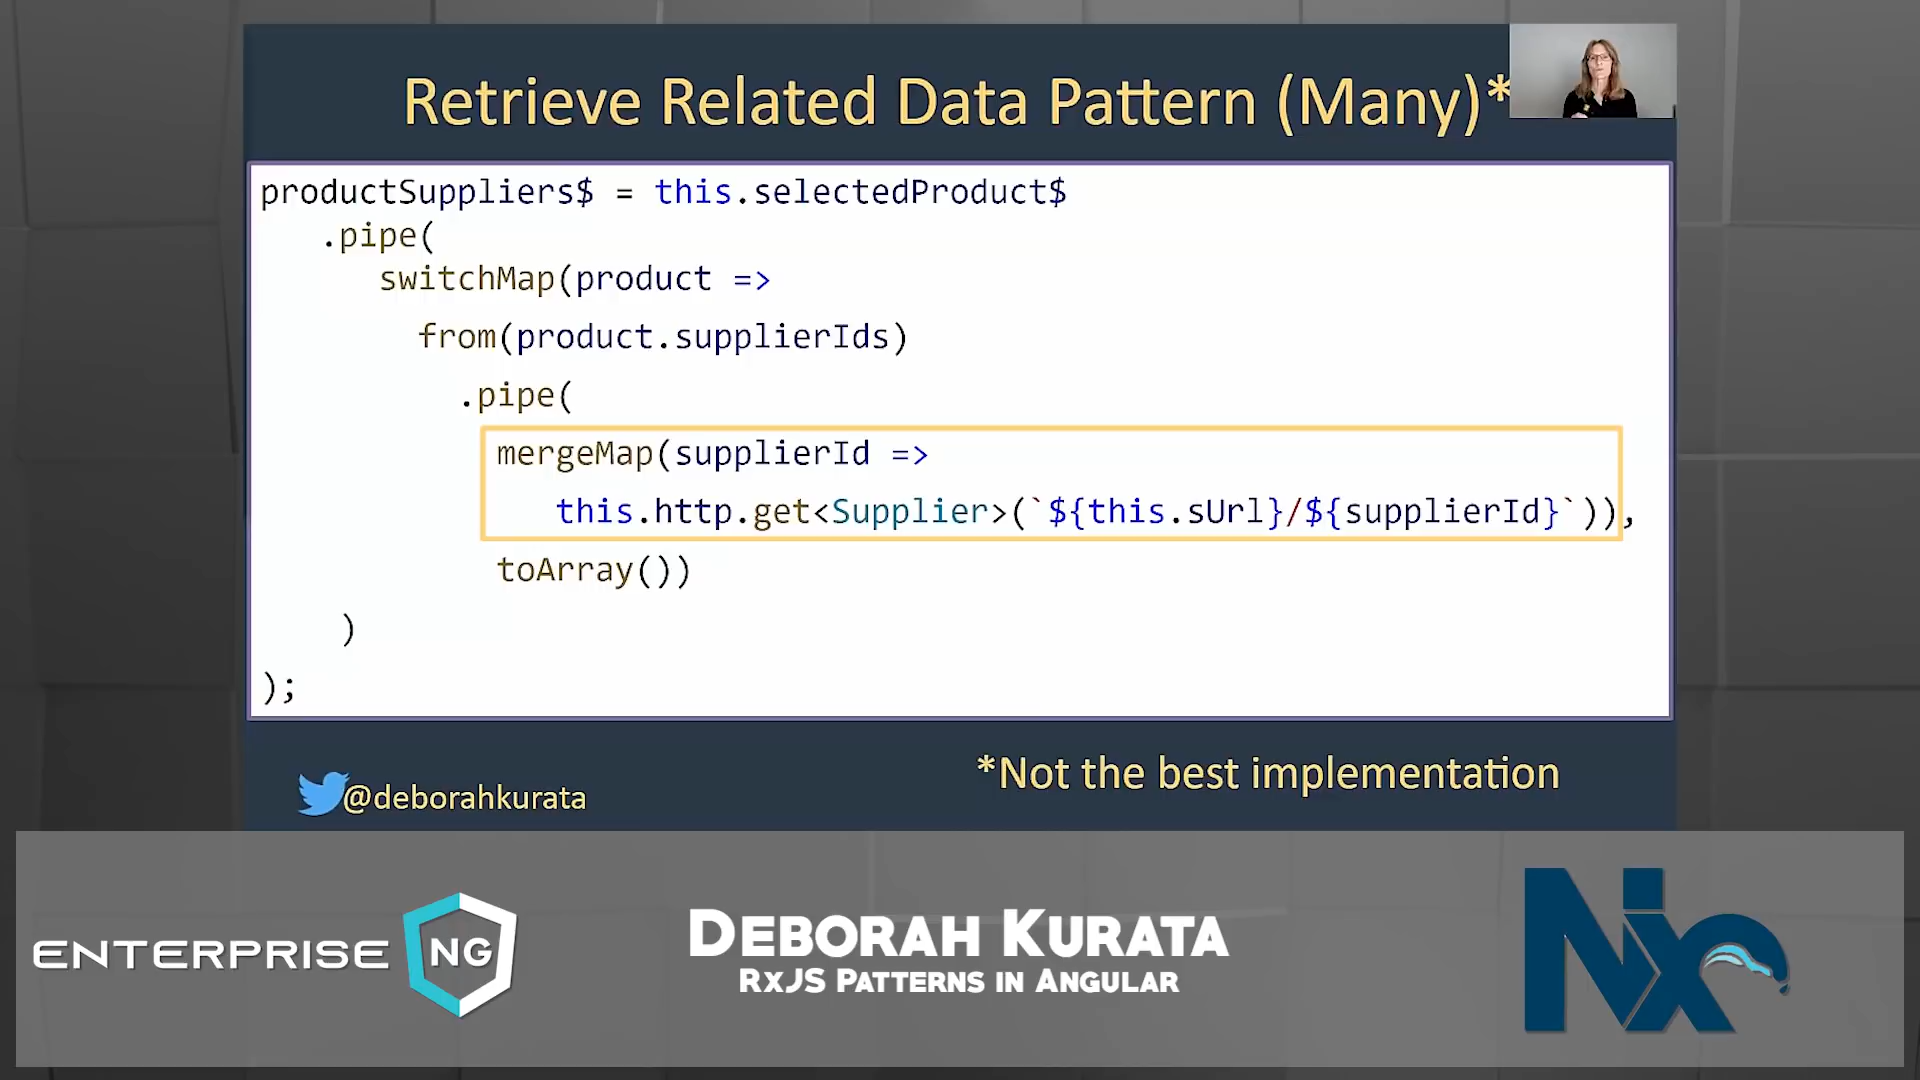 Retrieve Related Data Pattern (Many)*
productSuppliers$ = this.selectedProduct$
.pipe(
switchMap(product =>
from(product.supplierIds)
.pipe(
mergeMap(supplierId =>
this.http.get<Supplier>(`${this.sUrl}/${supplierId}`)),
toArray())
)
);
*Not the best implementation
@deborahkurata
ENTERPRISE NG
DEBORAH KURATA
RXJS PATTERNS IN ANGULAR
Nx